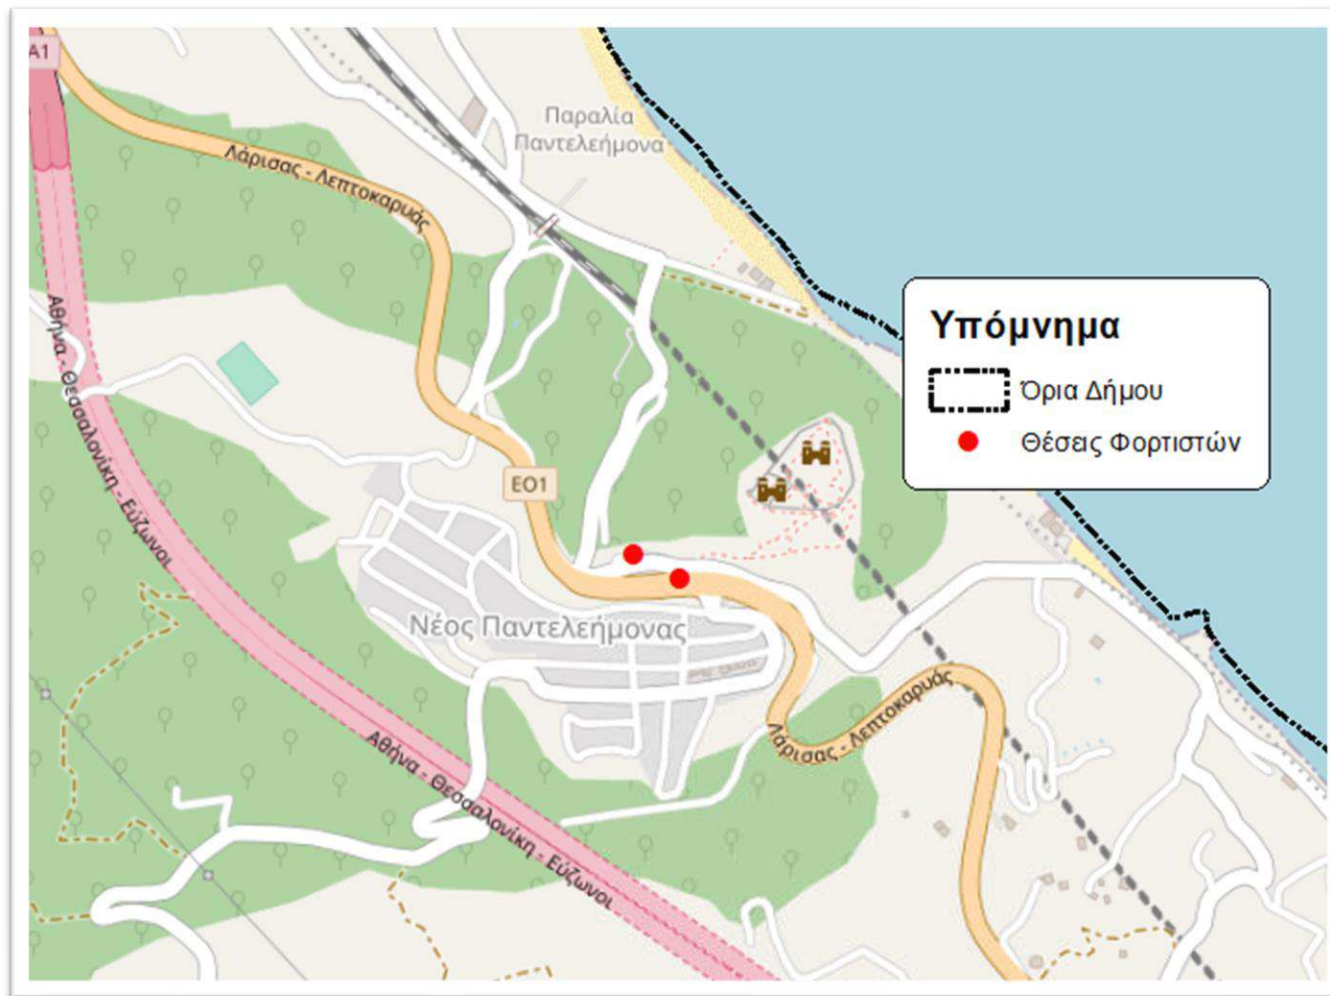 A1
Παραλία
Παντελεήμονα
Λάρισας - Λεπτοκαρυάς
Υπόμνημα
Όρια Δήμου
Θέσεις Φορτιστών
Αθήνα - Θεσσαλονίκη - Εύζωνοι
ΕΟ1
Νέος Παντελεήμονας
Λάρισας - Λεπτοκαρυάς
Αθήνα - Θεσσαλονίκη - Εύζωνοι